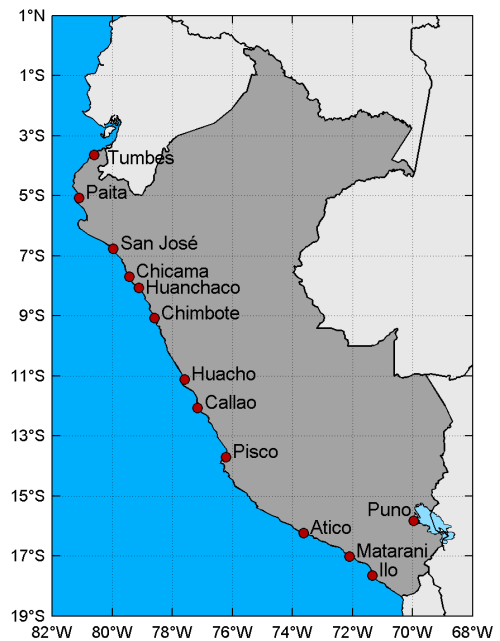 1°N
1°S
3°S
Tumbes
5°S
Paita
7°S
San José
Chicama
Huanchaco
9°S
Chimbote
11°S
Huacho
Callao
13°S
Pisco
15°S
Puno
Atico
17°S
Matarani
Ilo
19°S
82°W 80°W 78°W 76°W 74°W 72°W 70°W 68°W